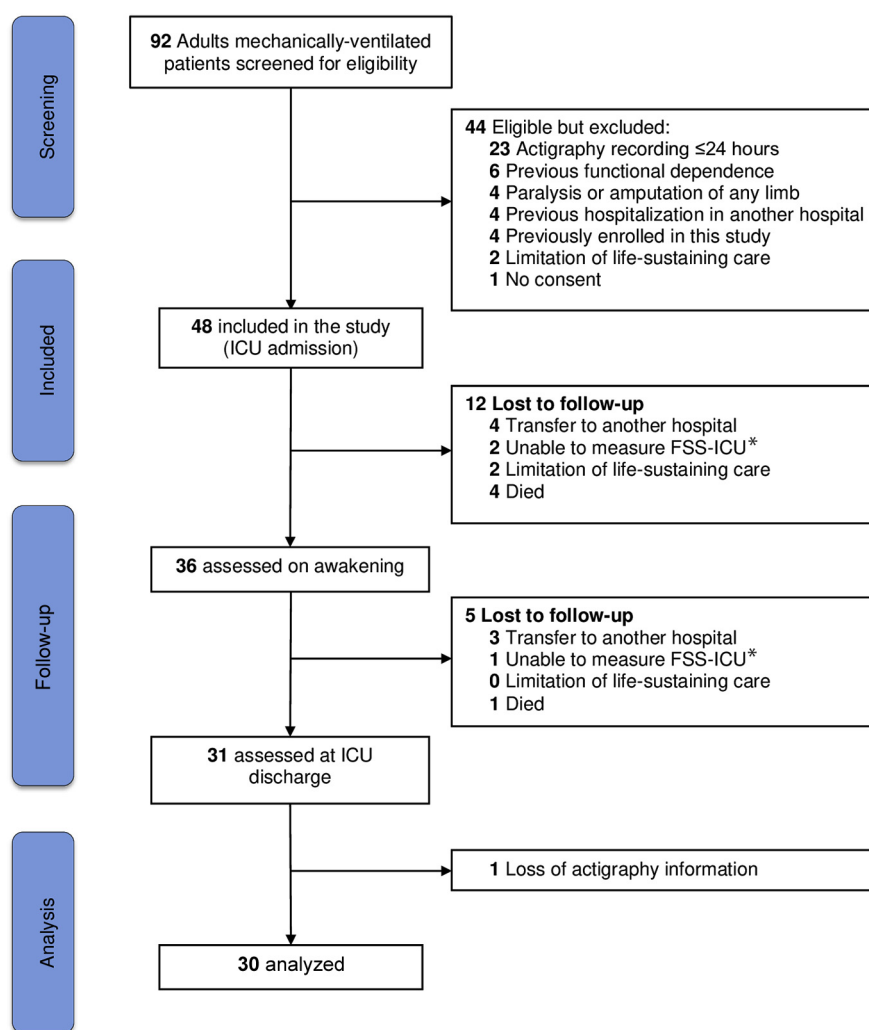 Screening
92 Adults mechanically-ventilated
patients screened for eligibility
44 Eligible but excluded:
23 Actigraphy recording ≤24 hours
6 Previous functional dependence
4 Paralysis or amputation of any limb
4 Previous hospitalization in another hospital
4 Previously enrolled in this study
2 Limitation of life-sustaining care
1 No consent
Included
48 included in the study
(ICU admission)
12 Lost to follow-up
4 Transfer to another hospital
2 Unable to measure FSS-ICU*
2 Limitation of life-sustaining care
4 Died
Follow-up
36 assessed on awakening
5 Lost to follow-up
3 Transfer to another hospital
1 Unable to measure FSS-ICU*
0 Limitation of life-sustaining care
1 Died
31 assessed at ICU
discharge
Analysis
1 Loss of actigraphy information
30 analyzed